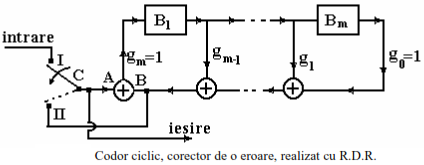 B₁ Bₘ
intrare
I gₘ=1 gₘ₋₁ g₁ g₀=1
C A B
II
iesire
Codor ciclic, corector de o eroare, realizat cu R.D.R.